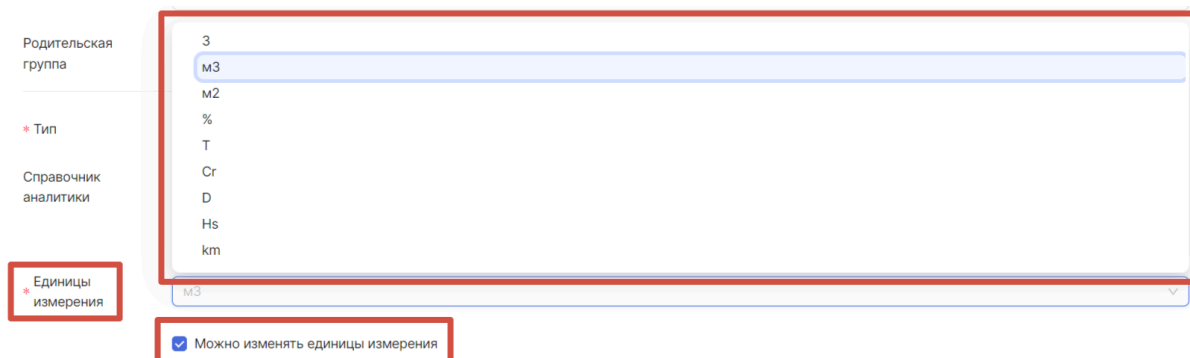 Родительская
группа
3
м3
м2
%
* Тип
T
Cr
Справочник
аналитики
D
Hs
km
* Единицы
измерения
м3
Можно изменять единицы измерения